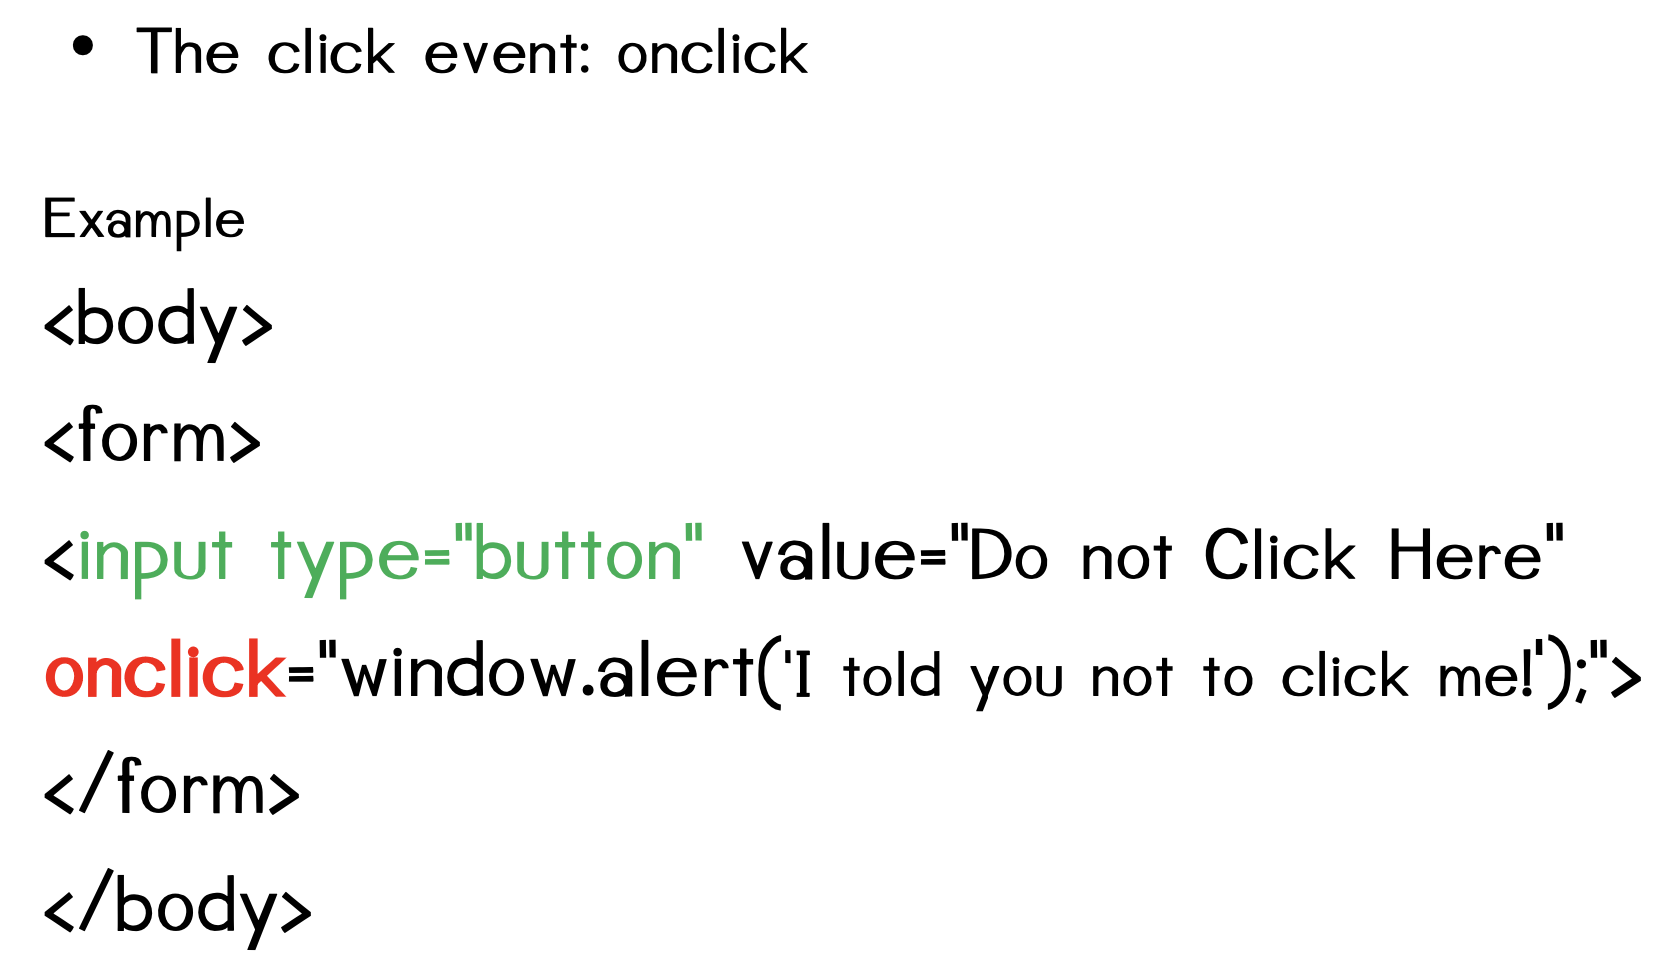 • The click event: onclick
Example
<body>
<form>
<input type="button" value="Do not Click Here"
onclick="window.alert('I told you not to click me!');">
</form>
</body>